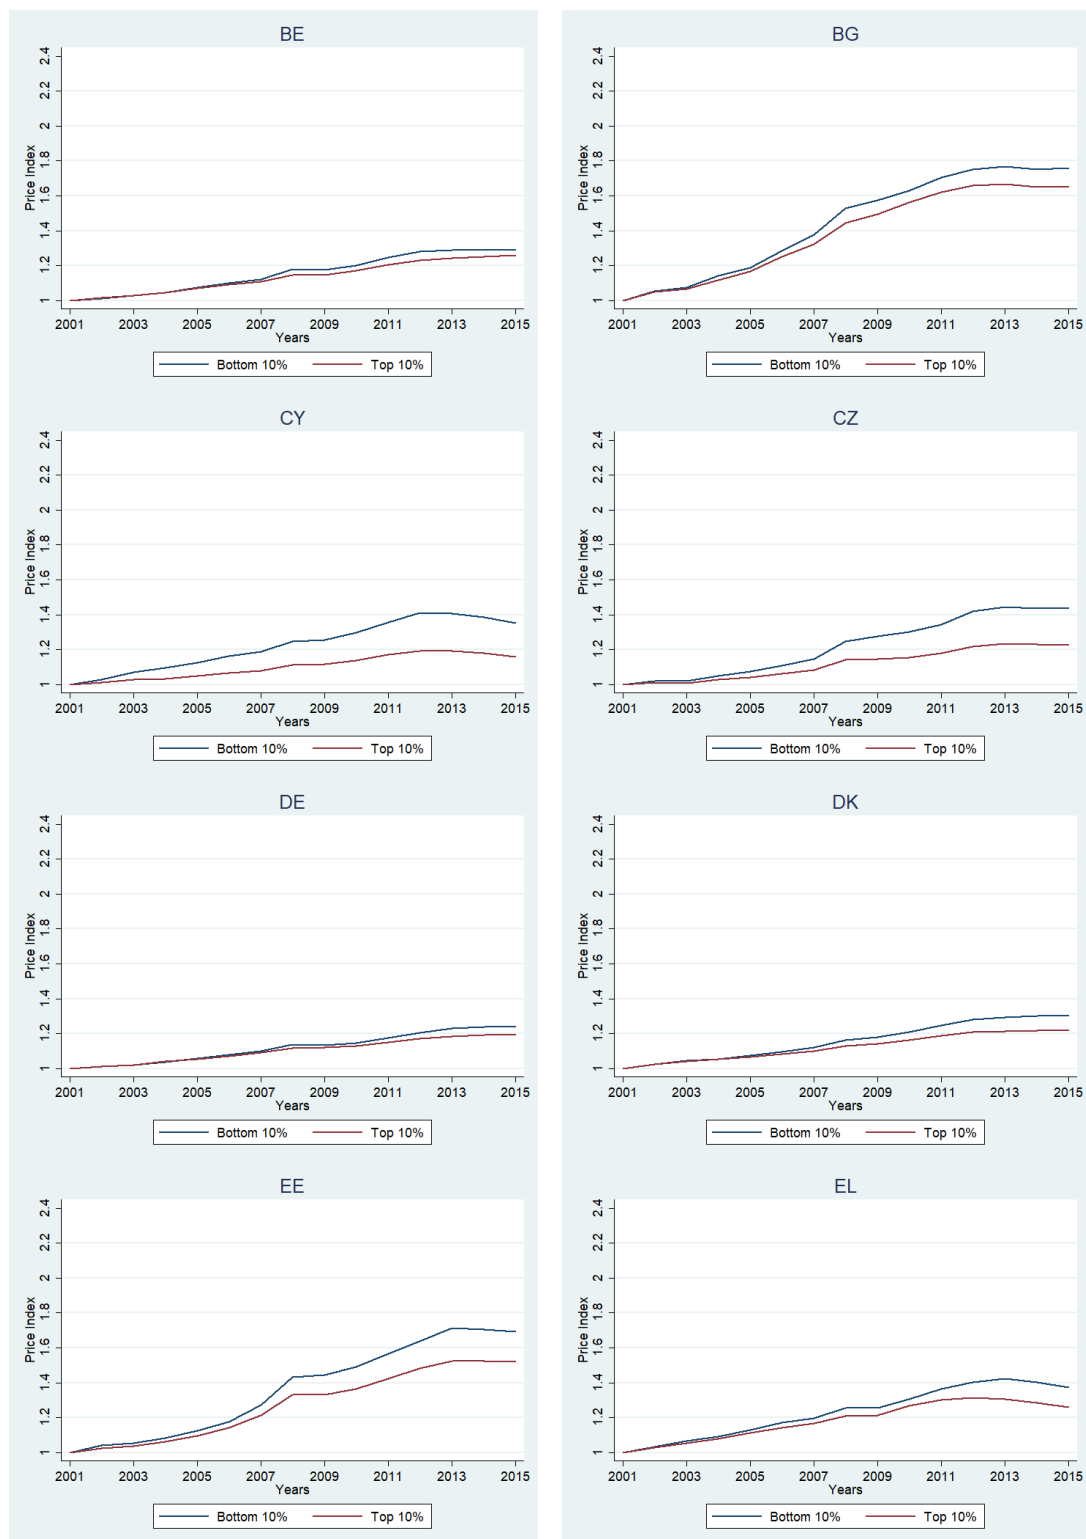 BE
Price Index
1 1.2 1.4 1.6 1.8 2 2.2 2.4
2001 2003 2005 2007 2009 2011 2013 2015
Years
Bottom 10% Top 10%
BG
Price Index
1 1.2 1.4 1.6 1.8 2 2.2 2.4
2001 2003 2005 2007 2009 2011 2013 2015
Years
Bottom 10% Top 10%
CY
Price Index
1 1.2 1.4 1.6 1.8 2 2.2 2.4
2001 2003 2005 2007 2009 2011 2013 2015
Years
Bottom 10% Top 10%
CZ
Price Index
1 1.2 1.4 1.6 1.8 2 2.2 2.4
2001 2003 2005 2007 2009 2011 2013 2015
Years
Bottom 10% Top 10%
DE
Price Index
1 1.2 1.4 1.6 1.8 2 2.2 2.4
2001 2003 2005 2007 2009 2011 2013 2015
Years
Bottom 10% Top 10%
DK
Price Index
1 1.2 1.4 1.6 1.8 2 2.2 2.4
2001 2003 2005 2007 2009 2011 2013 2015
Years
Bottom 10% Top 10%
EE
Price Index
1 1.2 1.4 1.6 1.8 2 2.2 2.4
2001 2003 2005 2007 2009 2011 2013 2015
Years
Bottom 10% Top 10%
EL
Price Index
1 1.2 1.4 1.6 1.8 2 2.2 2.4
2001 2003 2005 2007 2009 2011 2013 2015
Years
Bottom 10% Top 10%